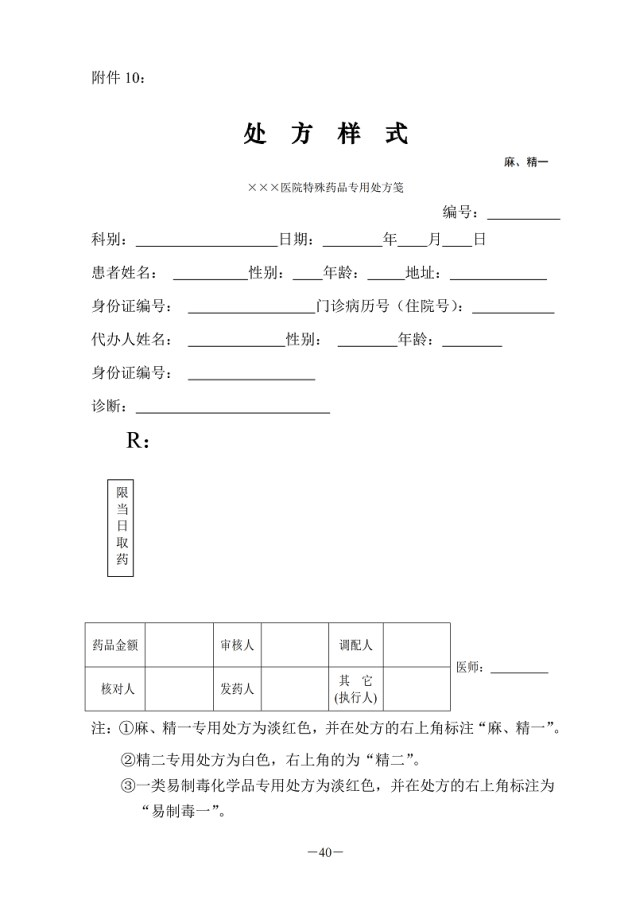 附件10：
处 方 样 式
麻、精一
×××医院特殊药品专用处方笺
编号：
科别：日期：年月日
患者姓名：性别：年龄：地址：
身份证编号：门诊病历号（住院号）：
代办人姓名：性别：年龄：
身份证编号：
诊断：
R：
限当日取药
药品金额 审核人 调配人
医师：
核对人 发药人 其 它
(执行人)
注：①麻、精一专用处方为淡红色，并在处方的右上角标注“麻、精一”。
②精二专用处方为白色，右上角的为“精二”。
③一类易制毒化学品专用处方为淡红色，并在处方的右上角标注为
“易制毒一”。
－40－